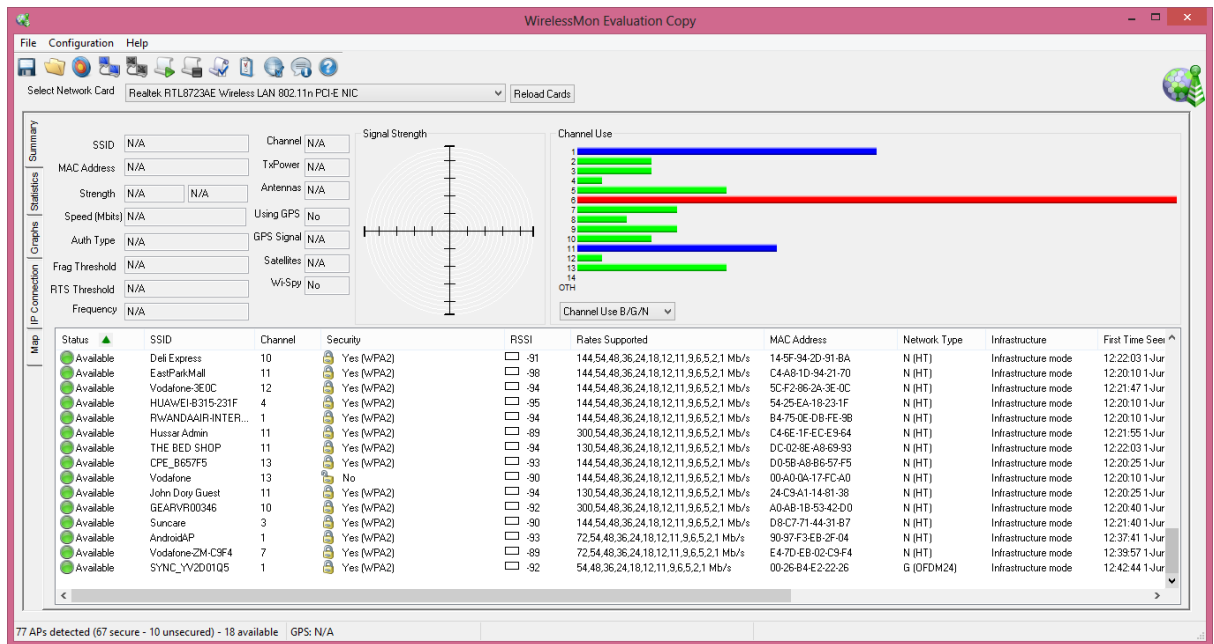 WirelessMon Evaluation Copy
File Configuration Help
Select Network Card Realtek RTL8723AE Wireless LAN 802.11n PCI-E NIC Reload Cards
Summary
Statistics
Graphs
IP Connection
Map
SSID N/A
MAC Address N/A
Strength N/A N/A
Speed (Mbits) N/A
Auth Type N/A
Frag Threshold N/A
RTS Threshold N/A
Frequency N/A
Channel N/A
TxPower N/A
Antennas N/A
Using GPS No
GPS Signal N/A
Satellites N/A
Wi-Spy No
Signal Strength
Channel Use
1
2
3
4
5
6
7
8
9
10
11
12
13
14
OTH
Channel Use B/G/N
Status SSID Channel Security RSSI Rates Supported MAC Address Network Type Infrastructure First Time Seen
Available Deli Express 10 Yes (WPA2) -91 144,54,48,36,24,18,12,11,9,6,5,2,1 Mb/s 14-5F-94-2D-91-BA N (HT) Infrastructure mode 12:22:03 1-Jun
Available EastParkMall 11 Yes (WPA2) -98 144,54,48,36,24,18,12,11,9,6,5,2,1 Mb/s C4-A8-1D-94-21-70 N (HT) Infrastructure mode 12:20:10 1-Jun
Available Vodafone-3E0C 12 Yes (WPA2) -94 144,54,48,36,24,18,12,11,9,6,5,2,1 Mb/s 5C-F2-86-2A-3E-0C N (HT) Infrastructure mode 12:21:47 1-Jun
Available HUAWEI-B315-231F 4 Yes (WPA2) -95 144,54,48,36,24,18,12,11,9,6,5,2,1 Mb/s 54-25-EA-18-23-1F N (HT) Infrastructure mode 12:20:10 1-Jun
Available RWANDAAIR-INTER... 1 Yes (WPA2) -94 144,54,48,36,24,18,12,11,9,6,5,2,1 Mb/s B4-75-0E-DB-FE-9B N (HT) Infrastructure mode 12:20:10 1-Jun
Available Hussar Admin 11 Yes (WPA2) -89 300,54,48,36,24,18,12,11,9,6,5,2,1 Mb/s C4-6E-1F-EC-E9-64 N (HT) Infrastructure mode 12:21:55 1-Jun
Available THE BED SHOP 11 Yes (WPA2) -94 130,54,48,36,24,18,12,11,9,6,5,2,1 Mb/s DC-02-8E-A8-69-93 N (HT) Infrastructure mode 12:22:03 1-Jun
Available CPE_B657F5 13 Yes (WPA2) -93 144,54,48,36,24,18,12,11,9,6,5,2,1 Mb/s D0-5B-A8-B6-57-F5 N (HT) Infrastructure mode 12:20:25 1-Jun
Available Vodafone 13 No -90 144,54,48,36,24,18,12,11,9,6,5,2,1 Mb/s 00-A0-0A-17-FC-A0 N (HT) Infrastructure mode 12:20:10 1-Jun
Available John Dory Guest 11 Yes (WPA2) -94 130,54,48,36,24,18,12,11,9,6,5,2,1 Mb/s 24-C9-A1-14-81-38 N (HT) Infrastructure mode 12:20:25 1-Jun
Available GEARVR00346 10 Yes (WPA2) -92 300,54,48,36,24,18,12,11,9,6,5,2,1 Mb/s A0-AB-1B-53-42-D0 N (HT) Infrastructure mode 12:20:40 1-Jun
Available Suncare 3 Yes (WPA2) -90 144,54,48,36,24,18,12,11,9,6,5,2,1 Mb/s D8-C7-71-44-31-B7 N (HT) Infrastructure mode 12:21:40 1-Jun
Available AndroidAP 1 Yes (WPA2) -93 72,54,48,36,24,18,12,11,9,6,5,2,1 Mb/s 90-97-F3-EB-2F-04 N (HT) Infrastructure mode 12:37:41 1-Jun
Available Vodafone-ZM-C9F4 7 Yes (WPA2) -89 72,54,48,36,24,18,12,11,9,6,5,2,1 Mb/s E4-7D-EB-02-C9-F4 N (HT) Infrastructure mode 12:39:57 1-Jun
Available SYNC_YV2D01Q5 1 Yes (WPA2) -92 54,48,36,24,18,12,11,9,6,5,2,1 Mb/s 00-26-B4-E2-22-26 G (OFDM24) Infrastructure mode 12:42:44 1-Jun
77 APs detected (67 secure - 10 unsecured) - 18 available GPS: N/A